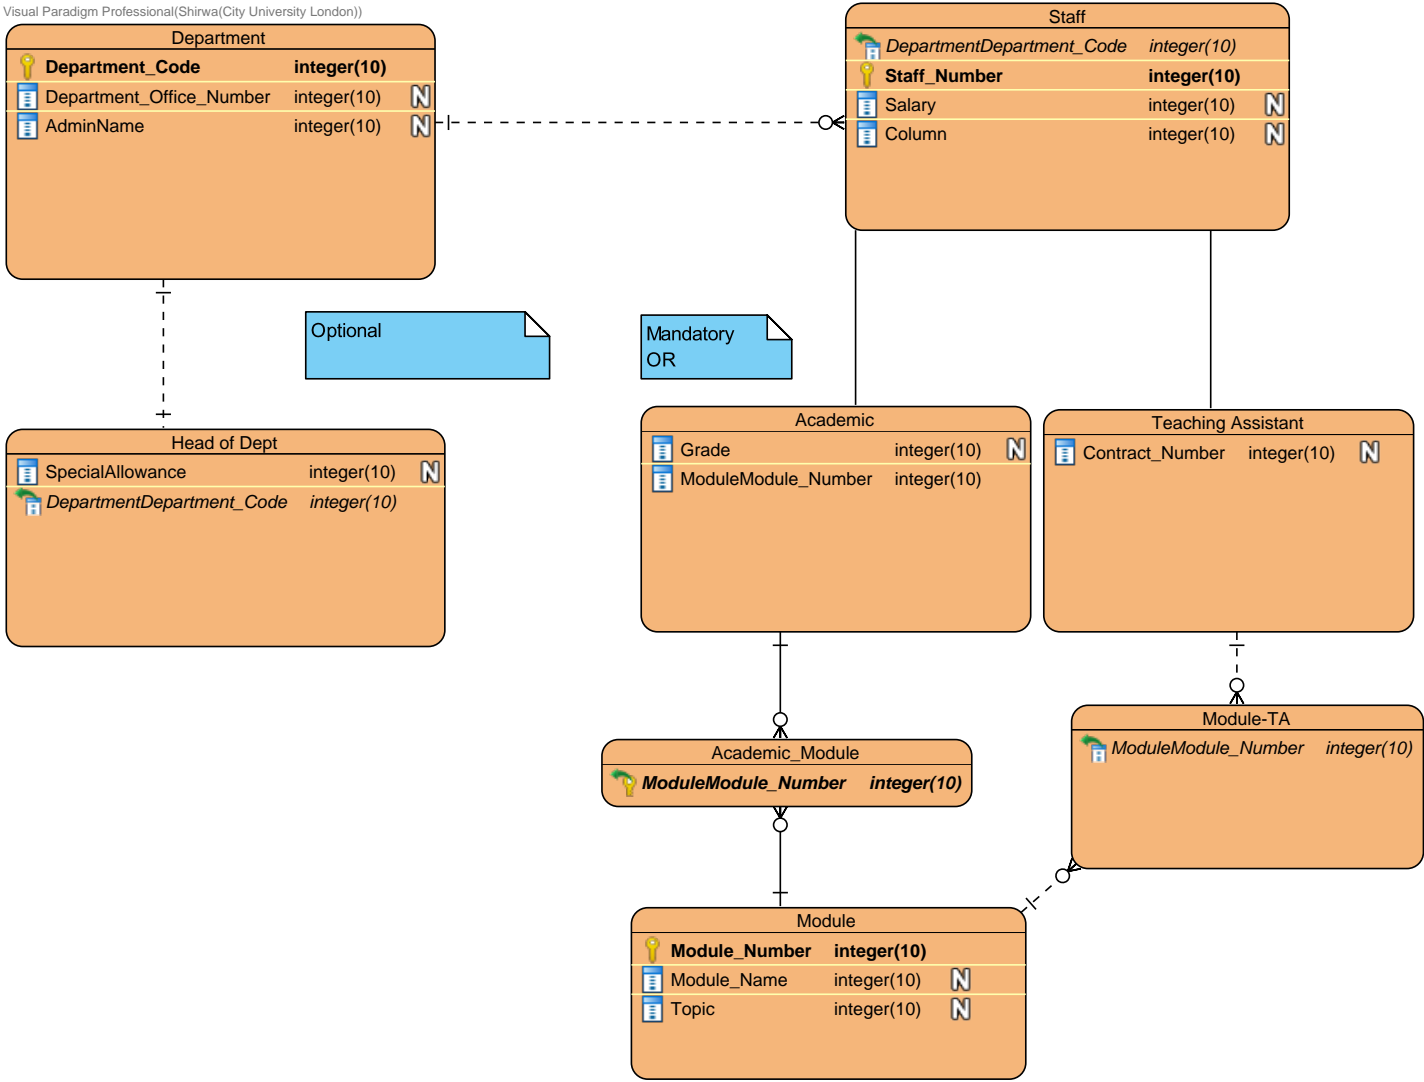 Visual Paradigm Professional(Shirwa(City University London))
Department
Department_Code integer(10)
Department_Office_Number integer(10) N
AdminName integer(10) N
Staff
DepartmentDepartment_Code integer(10)
Staff_Number integer(10)
Salary integer(10) N
Column integer(10) N
Optional
Mandatory
OR
Head of Dept
SpecialAllowance integer(10) N
DepartmentDepartment_Code integer(10)
Academic
Grade integer(10) N
ModuleModule_Number integer(10)
Teaching Assistant
Contract_Number integer(10) N
Academic_Module
ModuleModule_Number integer(10)
Module-TA
ModuleModule_Number integer(10)
Module
Module_Number integer(10)
Module_Name integer(10) N
Topic integer(10) N